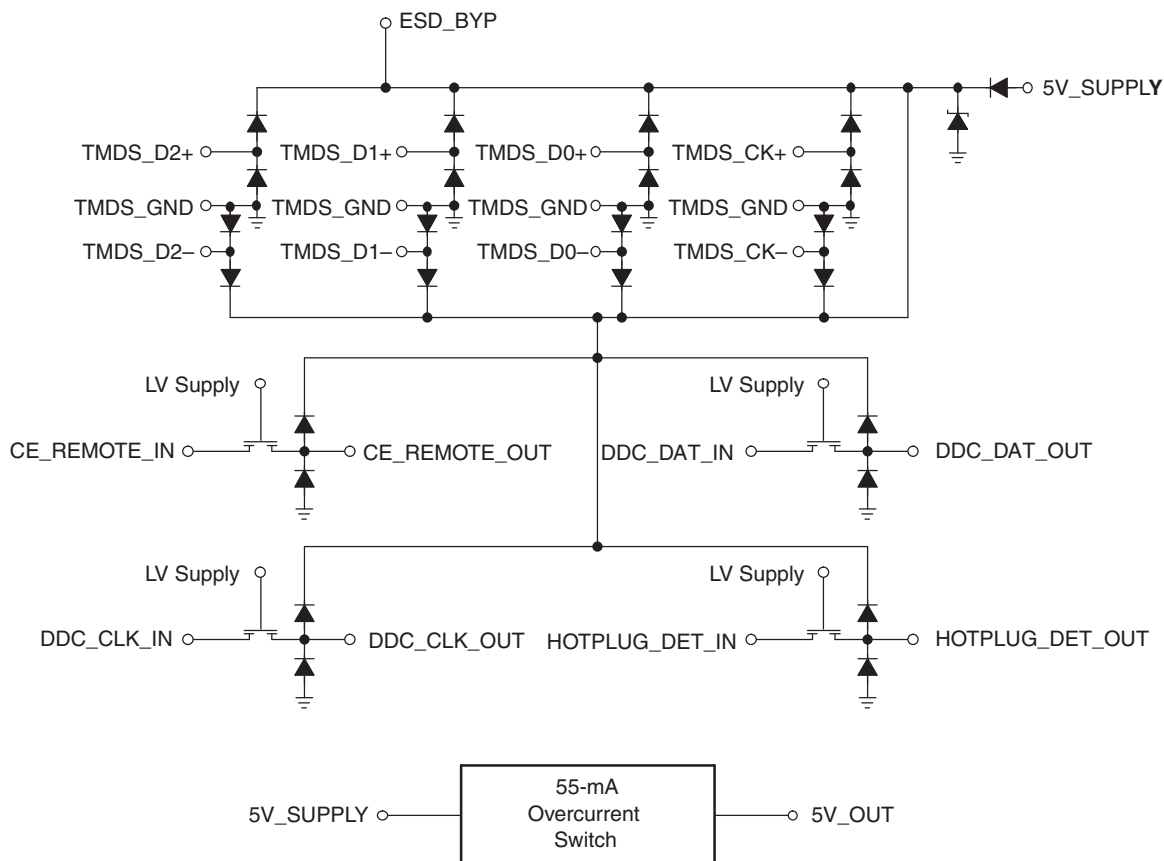 ESD_BYP
5V_SUPPLY
TMDS_D2+
TMDS_D1+
TMDS_D0+
TMDS_CK+
TMDS_GND
TMDS_GND
TMDS_GND
TMDS_GND
TMDS_D2–
TMDS_D1–
TMDS_D0–
TMDS_CK–
LV Supply
LV Supply
CE_REMOTE_IN
CE_REMOTE_OUT
DDC_DAT_IN
DDC_DAT_OUT
LV Supply
LV Supply
DDC_CLK_IN
DDC_CLK_OUT
HOTPLUG_DET_IN
HOTPLUG_DET_OUT
5V_SUPPLY
55-mA
Overcurrent
Switch
5V_OUT